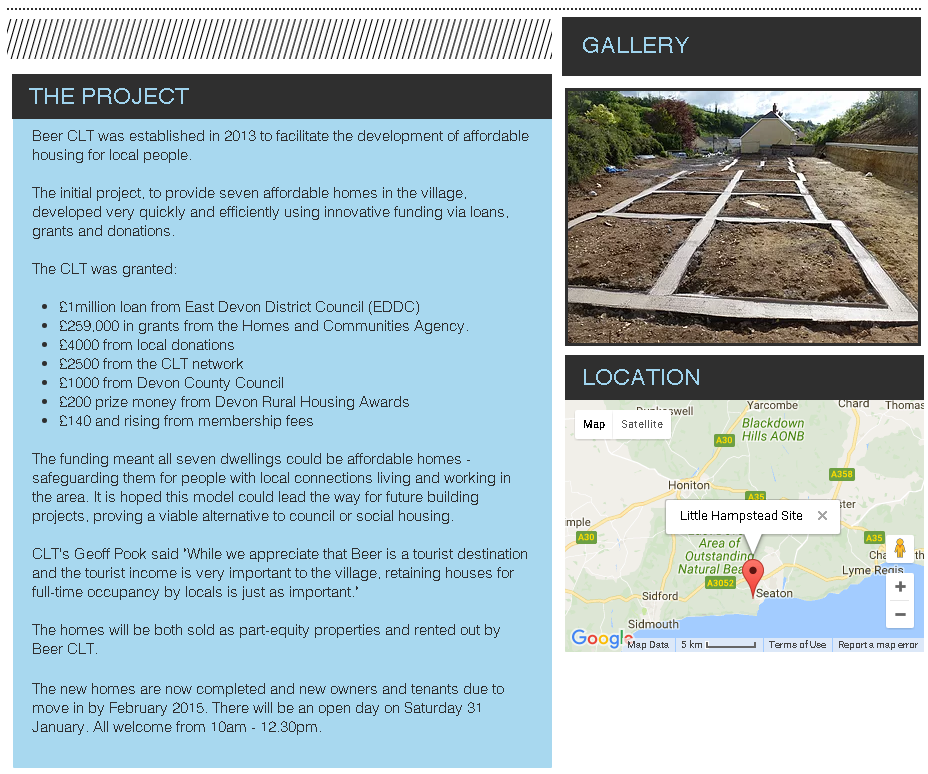 THE PROJECT
Beer CLT was established in 2013 to facilitate the development of affordable
housing for local people.
The initial project, to provide seven affordable homes in the village,
developed very quickly and efficiently using innovative funding via loans,
grants and donations.
The CLT was granted:
• £1million loan from East Devon District Council (EDDC)
• £259,000 in grants from the Homes and Communities Agency.
• £4000 from local donations
• £2500 from the CLT network
• £1000 from Devon County Council
• £200 prize money from Devon Rural Housing Awards
• £140 and rising from membership fees
The funding meant all seven dwellings could be affordable homes -
safeguarding them for people with local connections living and working in
the area. It is hoped this model could lead the way for future building
projects, proving a viable alternative to council or social housing.
CLT's Geoff Pook said "While we appreciate that Beer is a tourist destination
and the tourist income is very important to the village, retaining houses for
full-time occupancy by locals is just as important."
The homes will be both sold as part-equity properties and rented out by
Beer CLT.
The new homes are now completed and new owners and tenants due to
move in by February 2015. There will be an open day on Saturday 31
January. All welcome from 10am - 12.30pm.
GALLERY
LOCATION
Yarcombe
Chard
Thomas
Map
Satellite
Blackdown
Hills AONB
A30
A358
Honiton
A35
Little Hampstead Site
ster
mple
A30
A35
Area of
Outstanding
Natural Bea
Cha
th
Lyme Regis
A3052
Seaton
Sidford
Sidmouth
+
−
Google
Map Data
5 km
Terms of Use
Report a map error